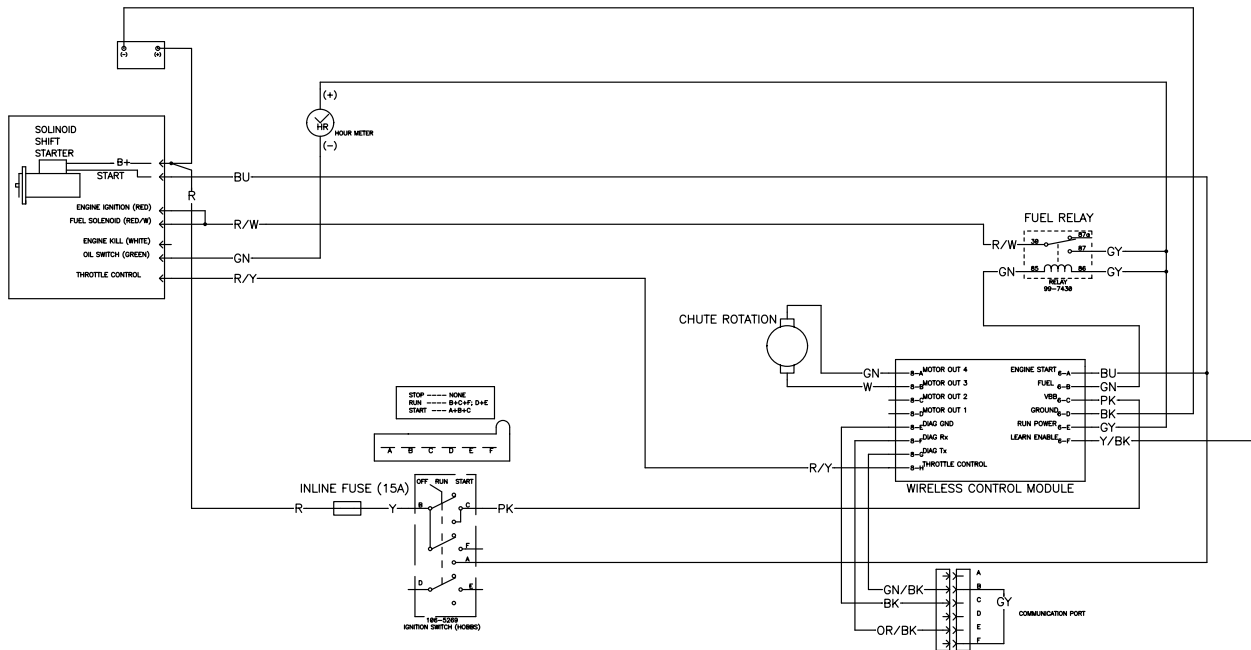 (-) (+)
SOLINOID
SHIFT
STARTER
B+
START
ENGINE IGNITION (RED)
FUEL SOLENOID (RED/W)
ENGINE KILL (WHITE)
OIL SWITCH (GREEN)
THROTTLE CONTROL
R
BU
R/W
GN
R/Y
(+)
HR
HOUR METER
(-)
FUEL RELAY
R/W
30
87a
87
GY
GN
85
86
GY
RELAY
99-7430
CHUTE ROTATION
GN
W
8-A MOTOR OUT 4
8-B MOTOR OUT 3
8-C MOTOR OUT 2
8-D MOTOR OUT 1
8-E DIAG GND
8-F DIAG Rx
8-G DIAG Tx
8-H THROTTLE CONTROL
R/Y
ENGINE START 6-A BU
FUEL 6-B GN
VBB 6-C PK
GROUND 6-D BK
RUN POWER 6-E GY
LEARN ENABLE 6-F Y/BK
WIRELESS CONTROL MODULE
STOP ---- NONE
RUN ---- B+C+F; D+E
START ---- A+B+C
A B C D E F
INLINE FUSE (15A)
R
Y
OFF RUN START
B
C
PK
F
A
D
E
106-5269
IGNITION SWITCH (HOBBS)
GN/BK
BK
OR/BK
A
B
C
D
E
F
GY
COMMUNICATION PORT